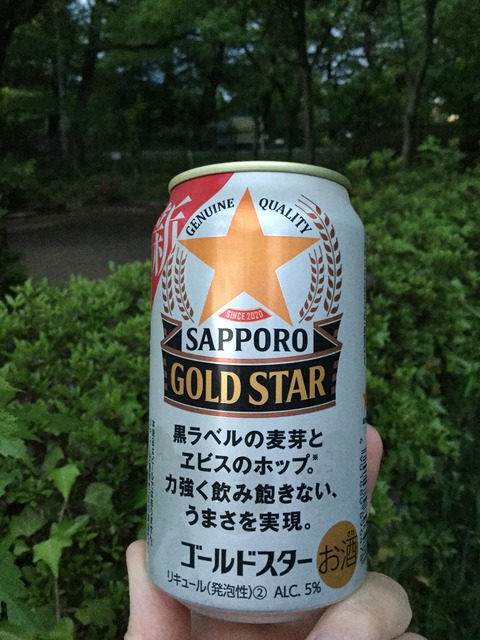 新
GENUINE QUALITY
SINCE 2020
SAPPORO
GOLD STAR
黒ラベルの麦芽と
ヱビスのホップ。※
力強く飲み飽きない、
うまさを実現。
ゴールドスター
お酒
リキュール(発泡性)② ALC. 5%